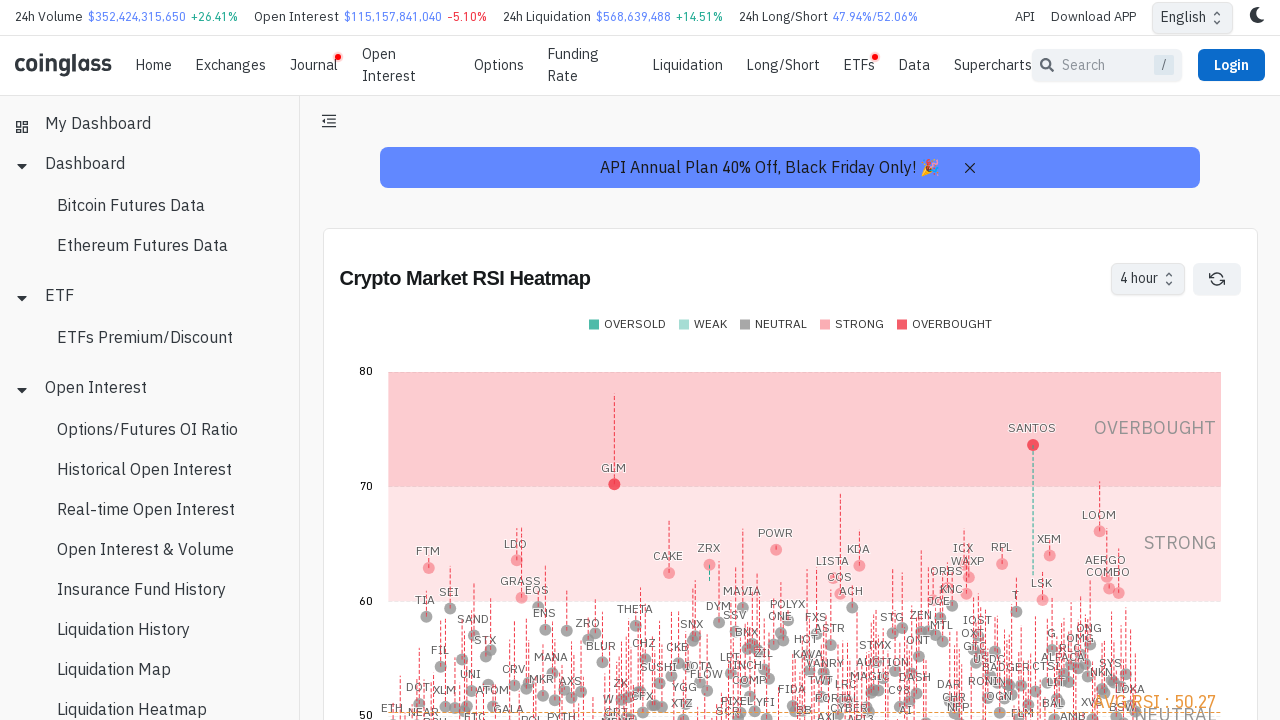 24h Volume $352,424,315,650 +26.41% Open Interest $115,157,841,040 -5.10% 24h Liquidation $568,639,488 +14.51% 24h Long/Short 47.94%/52.06% API Download APP English
coinglass Home Exchanges Journal Open Interest Options Funding Rate Liquidation Long/Short ETFs Data Supercharts Search / Login
My Dashboard
Dashboard
Bitcoin Futures Data
Ethereum Futures Data
ETF
ETFs Premium/Discount
Open Interest
Options/Futures OI Ratio
Historical Open Interest
Real-time Open Interest
Open Interest & Volume
Insurance Fund History
Liquidation History
Liquidation Map
Liquidation Heatmap
API Annual Plan 40% Off, Black Friday Only! 🎉
Crypto Market RSI Heatmap 4 hour
OVERSOLD WEAK NEUTRAL STRONG OVERBOUGHT
80
OVERBOUGHT
SANTOS
GLM
70
LOOM
POWR
XEM
STRONG
LDO
FTM
ZRX
KDA
ICX
RPL
CAKE
LISTA
WAXP
AERGO
ORBS
COMBO
COS
GRASS
LSK
EOS
SEI
MAVIA
ACH
KNC
T
60
TIA
JOE
POLYX
DYM
THETA
ENS
SAND
SSV
ONE
FXS
STG
ZEN
IOST
ZRO
SNX
MTL
ASTR
ONG
BNX
OXT
G
STX
CHZ
HOT
ONT
OMG
BLUR
CKB
STMX
GTC
FIL
ZIL
KAVA
RLC
MANA
LPT
USDC
ALPACA
SUSHI
IOTA
1INCH
VANRY
AUCTION
BADGER
CTSI
SYS
CRV
UNI
FLOW
MAGIC
DASH
NKN
MKR
AXS
COMP
TWT
RONIN
ZK
LRC
DAR
DOT
XLM
ATOM
YGG
FIDA
C98
LOKA
CFX
PORTAL
CHR
OGN
XTZ
PIXEL
YFI
BAL
AVG RSI : 50.27
ETH
NEAR
GALA
CYBER
NFP
NEUTRAL
50
PYTH
API3
AMB